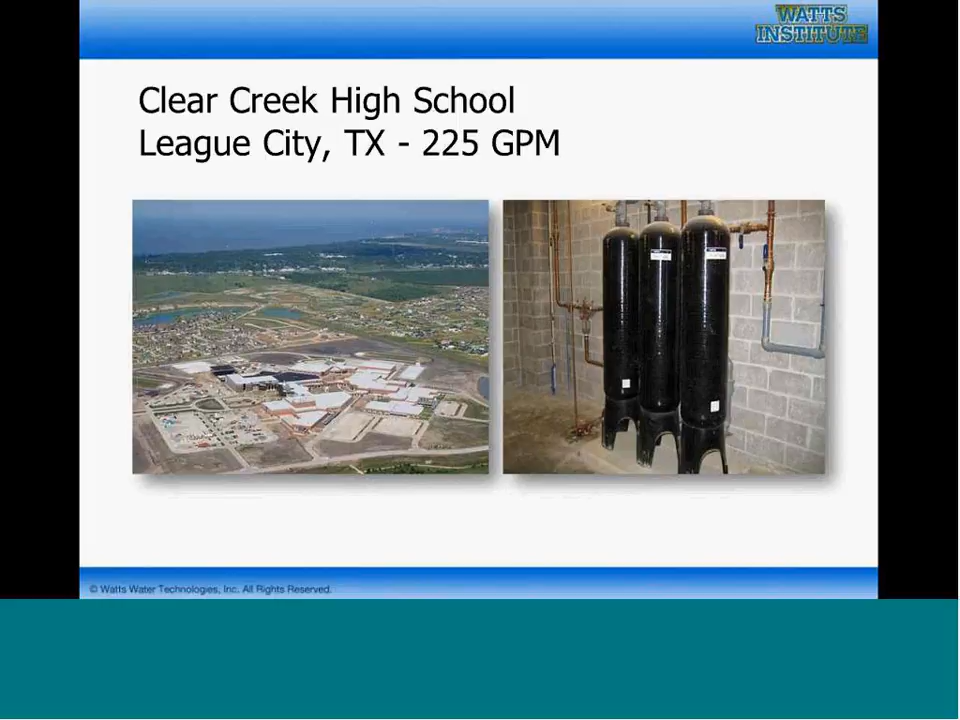 WATTS
INSTITUTE
Clear Creek High School
League City, TX - 225 GPM
© Watts Water Technologies, Inc. All Rights Reserved.